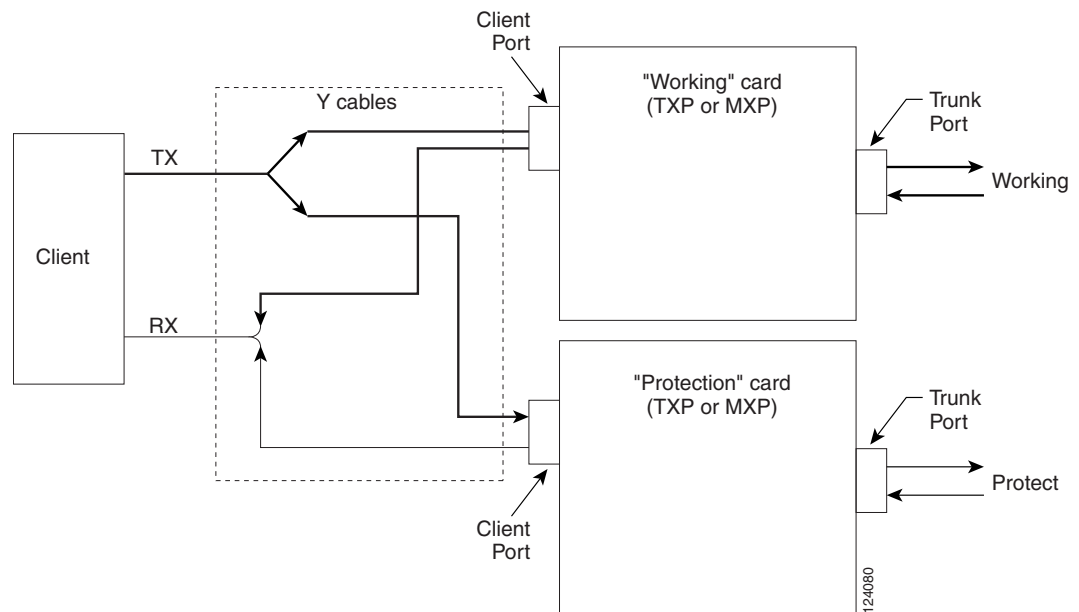 Client
Port
"Working" card
(TXP or MXP)
Trunk
Port
Y cables
TX
Working
Client
RX
"Protection" card
(TXP or MXP)
Trunk
Port
Protect
Client
Port
124080